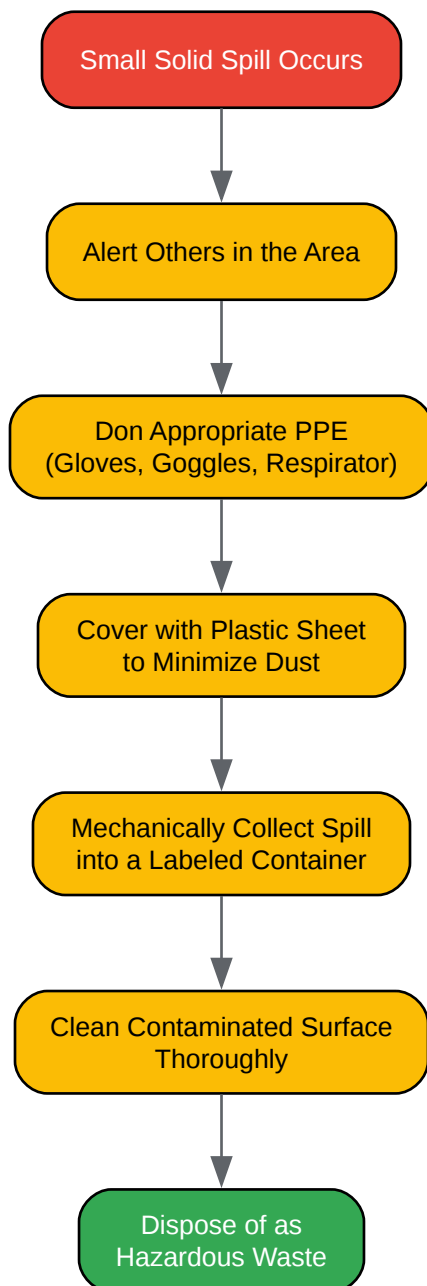 Small Solid Spill Occurs
Alert Others in the Area
Don Appropriate PPE
(Gloves, Goggles, Respirator)
Cover with Plastic Sheet
to Minimize Dust
Mechanically Collect Spill
into a Labeled Container
Clean Contaminated Surface
Thoroughly
Dispose of as
Hazardous Waste